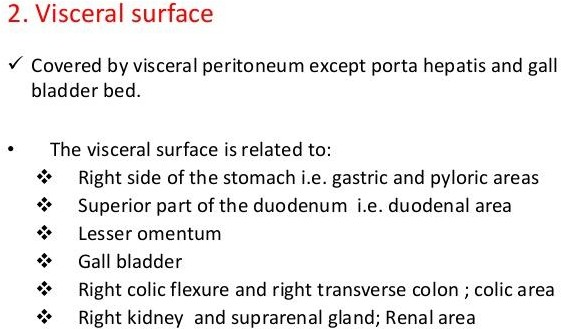 2. Visceral surface
✓ Covered by visceral peritoneum except porta hepatis and gall
bladder bed.
• The visceral surface is related to:
❖ Right side of the stomach i.e. gastric and pyloric areas
❖ Superior part of the duodenum i.e. duodenal area
❖ Lesser omentum
❖ Gall bladder
❖ Right colic flexure and right transverse colon ; colic area
❖ Right kidney and suprarenal gland; Renal area